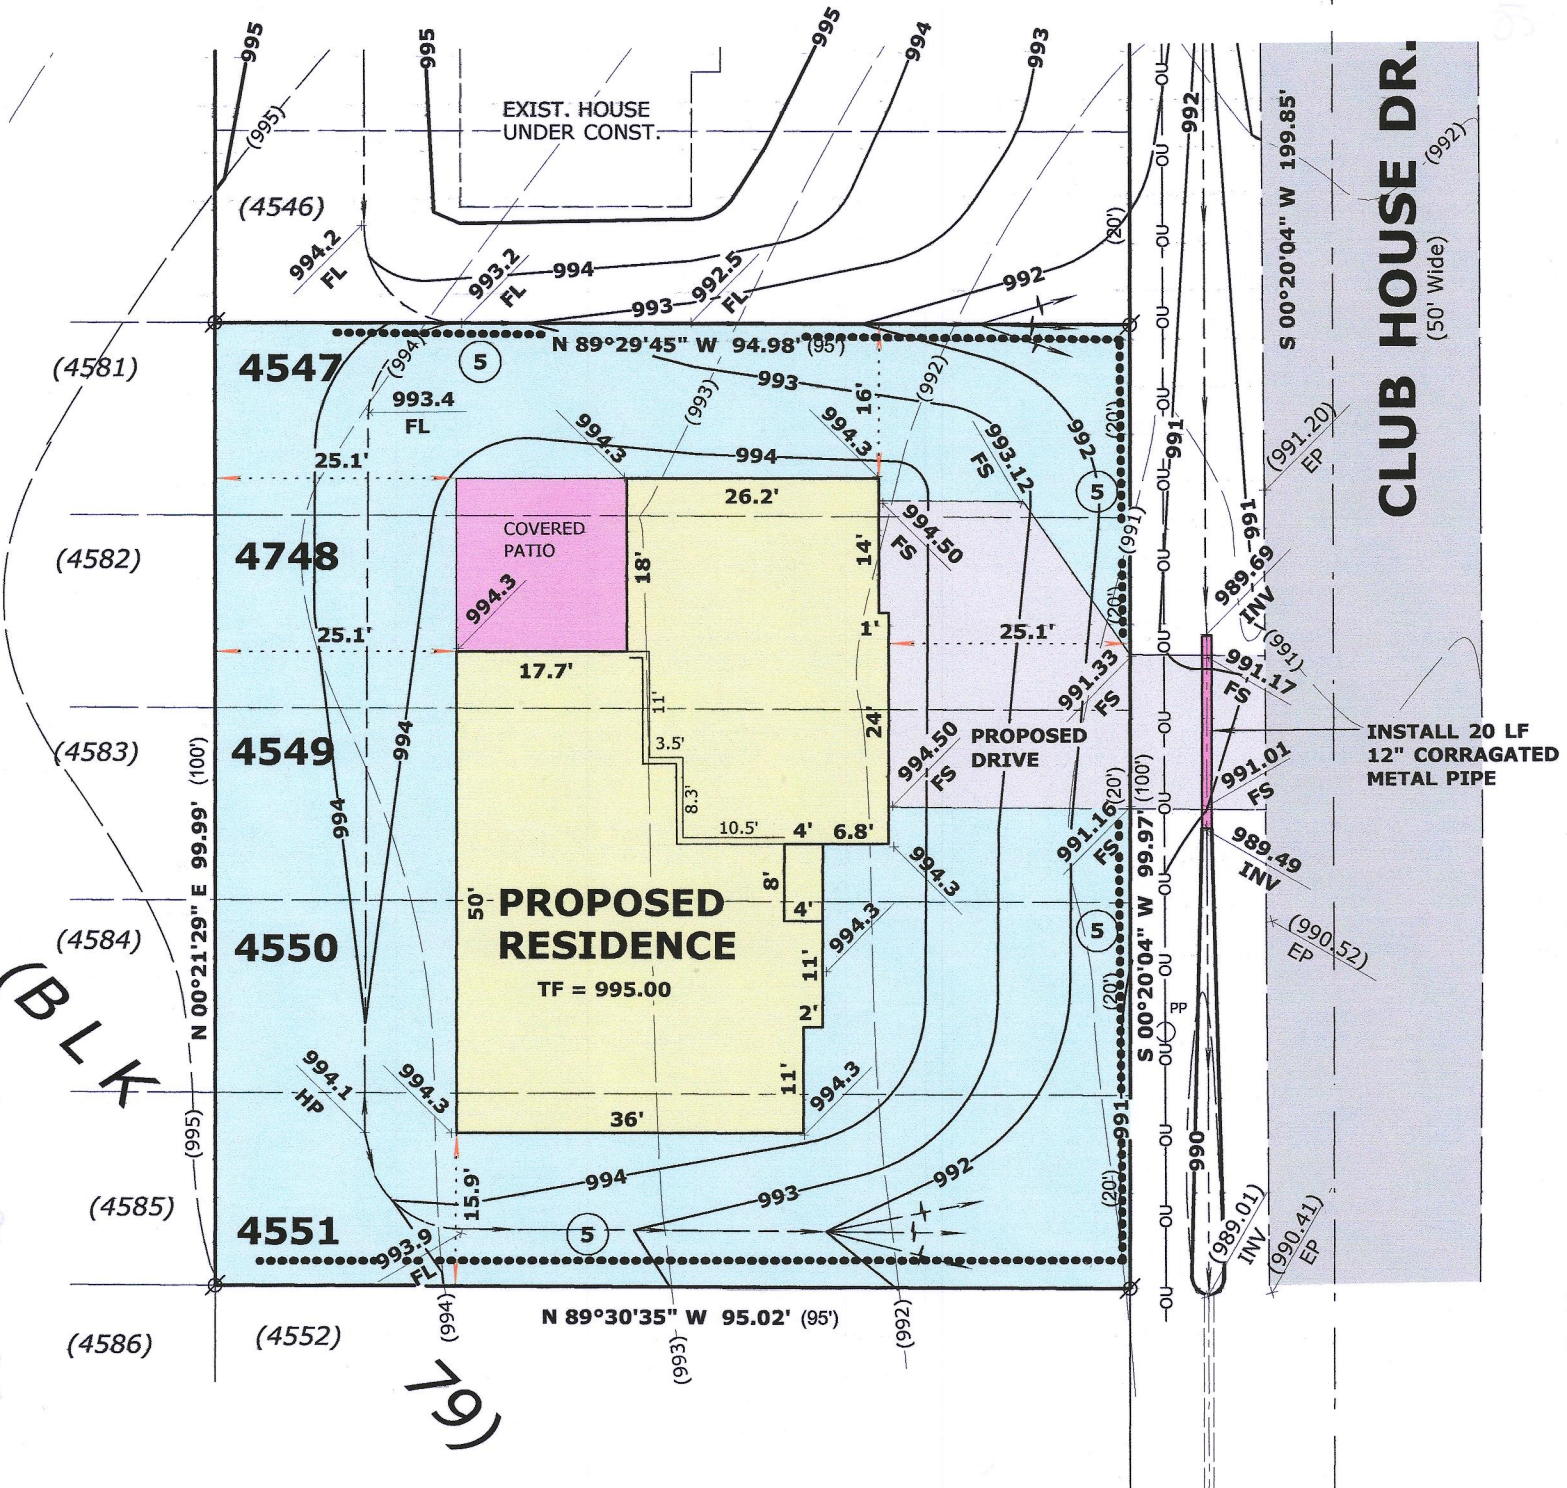 995
995
995
994
993
992
EXIST. HOUSE
UNDER CONST.
(995)
(4546)
994.2
FL
993.2
FL
992.5
FL
994
993
992
(20')
S 00°20'04" W 199.85'
CLUB HOUSE DR.
(50' Wide)
(992)
OU
OU
OU
OU
(4581)
4547
(994)
5
N 89°29'45" W 94.98' (95')
993
(993)
16'
(992)
992
(20')
991
993.4
FL
994.3
994.3
993.12
FS
(991.20)
EP
25.1'
994
5
26.2'
(4582)
4748
COVERED
PATIO
994.3
18'
14'
994.50
FS
(991)
991
989.69
INV
25.1'
1'
25.1'
(20')
(991)
17.7'
11'
3.5'
8.3'
10.5'
24'
991.33
FS
991.17
FS
(4583)
4549
994
994
994.50
FS
PROPOSED
DRIVE
991.01
FS
INSTALL 20 LF
12" CORRAGATED
METAL PIPE
N 00°21'29" E 99.99' (100')
4'
6.8'
991.16
FS
(20')
989.49
INV
S 00°20'04" W 99.97' (100')
8'
4'
994.3
50'
PROPOSED
RESIDENCE
TF = 995.00
994.3
11'
2'
5
(990.52)
EP
(4584)
4550
(20')
PP
(BLK
994.1
HP
994.3
11'
994.3
36'
991
990
(995)
15.9'
994
993
992
(20')
(4585)
4551
993.9
FL
5
(989.01)
INV
(990.41)
EP
N 89°30'35" W 95.02' (95')
(994)
(993)
(992)
(4586)
(4552)
79)